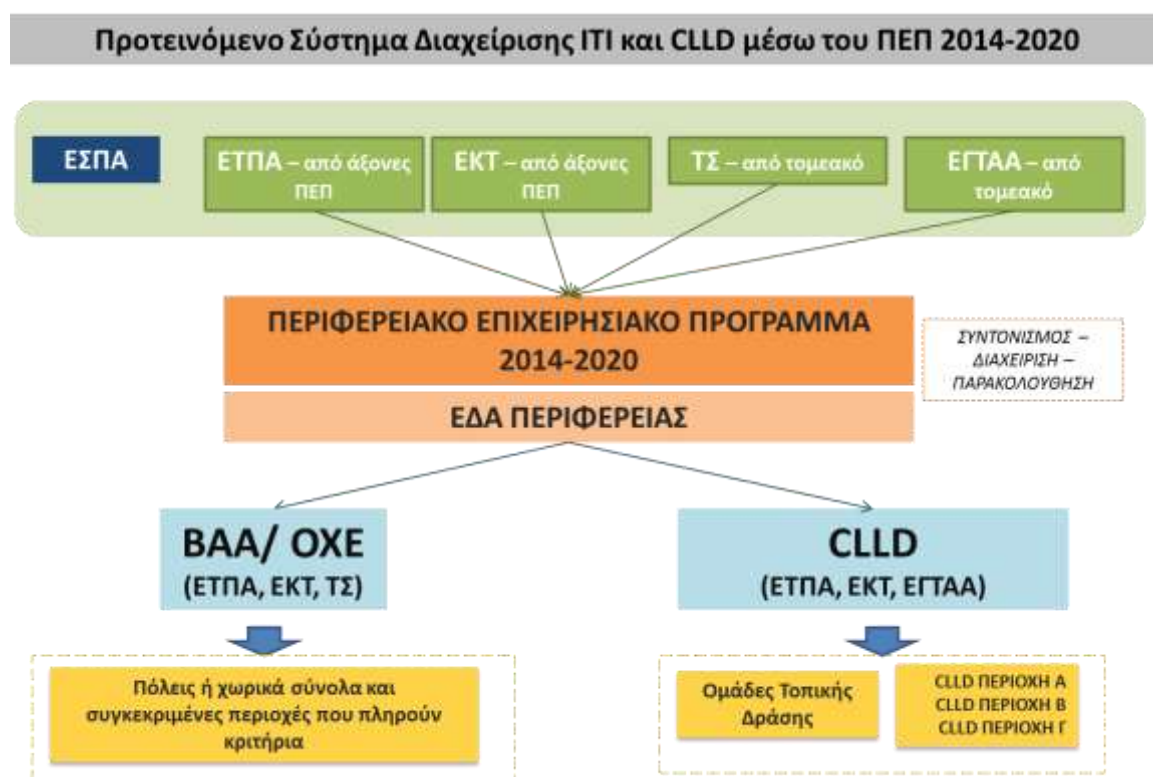 Προτεινόμενο Σύστημα Διαχείρισης ITI και CLLD μέσω του ΠΕΠ 2014-2020
ΕΣΠΑ
ΕΤΠΑ – από άξονες
ΠΕΠ
ΕΚΤ – από άξονες
ΠΕΠ
ΤΣ – από τομεακό
ΕΓΤΑΑ – από
τομεακό
ΠΕΡΙΦΕΡΕΙΑΚΟ ΕΠΙΧΕΙΡΗΣΙΑΚΟ ΠΡΟΓΡΑΜΜΑ
2014-2020
ΣΥΝΤΟΝΙΣΜΟΣ –
ΔΙΑΧΕΙΡΙΣΗ –
ΠΑΡΑΚΟΛΟΥΘΗΣΗ
ΕΔΑ ΠΕΡΙΦΕΡΕΙΑΣ
ΒΑΑ/ ΟΧΕ
(ΕΤΠΑ, ΕΚΤ, ΤΣ)
CLLD
(ΕΤΠΑ, ΕΚΤ, ΕΓΤΑΑ)
Πόλεις ή χωρικά σύνολα και
συγκεκριμένες περιοχές που πληρούν
κριτήρια
Ομάδες Τοπικής
Δράσης
CLLD ΠΕΡΙΟΧΗ Α
CLLD ΠΕΡΙΟΧΗ Β
CLLD ΠΕΡΙΟΧΗ Γ